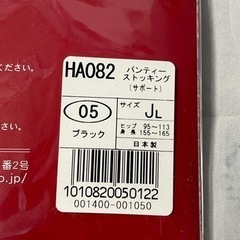 ださい。
HA082
パンティー
ストッキング
(サポート)
05
ブラック
サイズ JL
ヒップ 95~113
身長 155~165
日本製
番2号
o.jp/
1010820050122
001400-001050